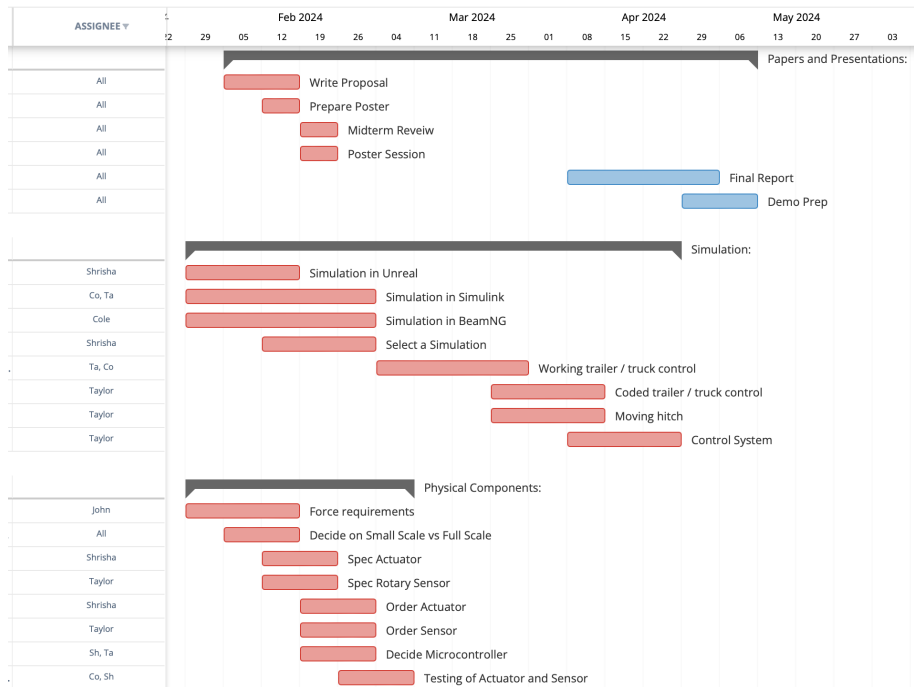 ASSIGNEE
Feb 2024 Mar 2024 Apr 2024 May 2024
22 29 05 12 19 26 04 11 18 25 01 08 15 22 29 06 13 20 27 03
Papers and Presentations:
All Write Proposal
All Prepare Poster
All Midterm Reveiw
All Poster Session
All Final Report
All Demo Prep
Simulation:
Shrisha Simulation in Unreal
Co, Ta Simulation in Simulink
Cole Simulation in BeamNG
Shrisha Select a Simulation
Ta, Co Working trailer / truck control
Taylor Coded trailer / truck control
Taylor Moving hitch
Taylor Control System
Physical Components:
John Force requirements
All Decide on Small Scale vs Full Scale
Shrisha Spec Actuator
Taylor Spec Rotary Sensor
Shrisha Order Actuator
Taylor Order Sensor
Sh, Ta Decide Microcontroller
Co, Sh Testing of Actuator and Sensor